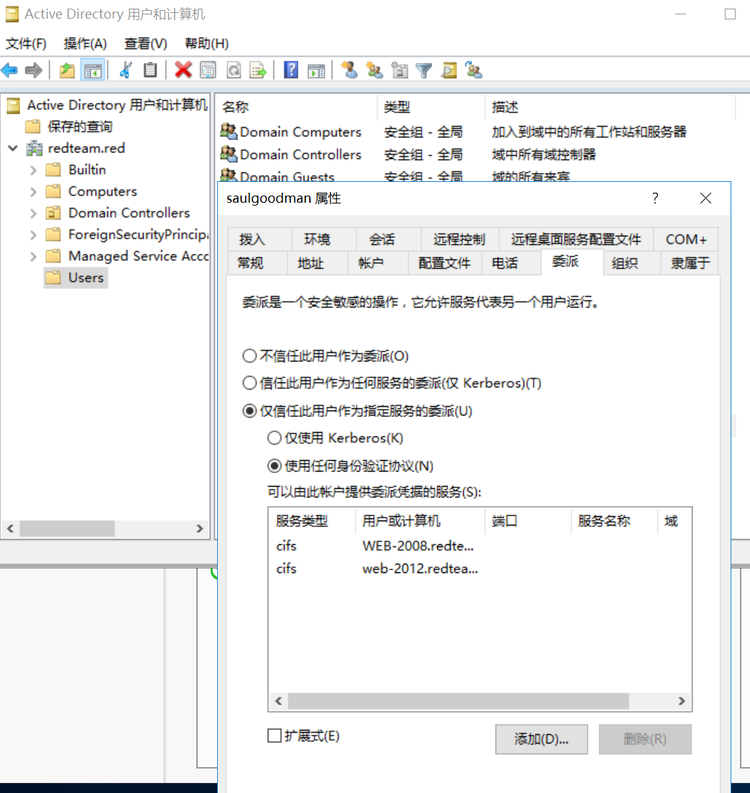 Active Directory 用户和计算机
文件(F) 操作(A) 查看(V) 帮助(H)
Active Directory 用户和计算机
保存的查询
redteam.red
Builtin
Computers
Domain Controllers
ForeignSecurityPrincip
Managed Service Acco
Users
名称 类型 描述
Domain Computers 安全组 - 全局 加入到域中的所有工作站和服务器
Domain Controllers 安全组 - 全局 域中所有域控制器
Domain Guests 安全组 - 全局 域的所有来宾
saulgoodman 属性
拨入 环境 会话 远程控制 远程桌面服务配置文件 COM+
常规 地址 帐户 配置文件 电话 委派 组织 隶属于
委派是一个安全敏感的操作，它允许服务代表另一个用户运行。
不信任此用户作为委派(O)
信任此用户作为任何服务的委派(仅 Kerberos)(T)
仅信任此用户作为指定服务的委派(U)
仅使用 Kerberos(K)
使用任何身份验证协议(N)
可以由此帐户提供委派凭据的服务(S):
服务类型 用户或计算机 端口 服务名称 域
cifs WEB-2008.redte...
cifs web-2012.redtea...
扩展式(E)
添加(D)... 删除(R)